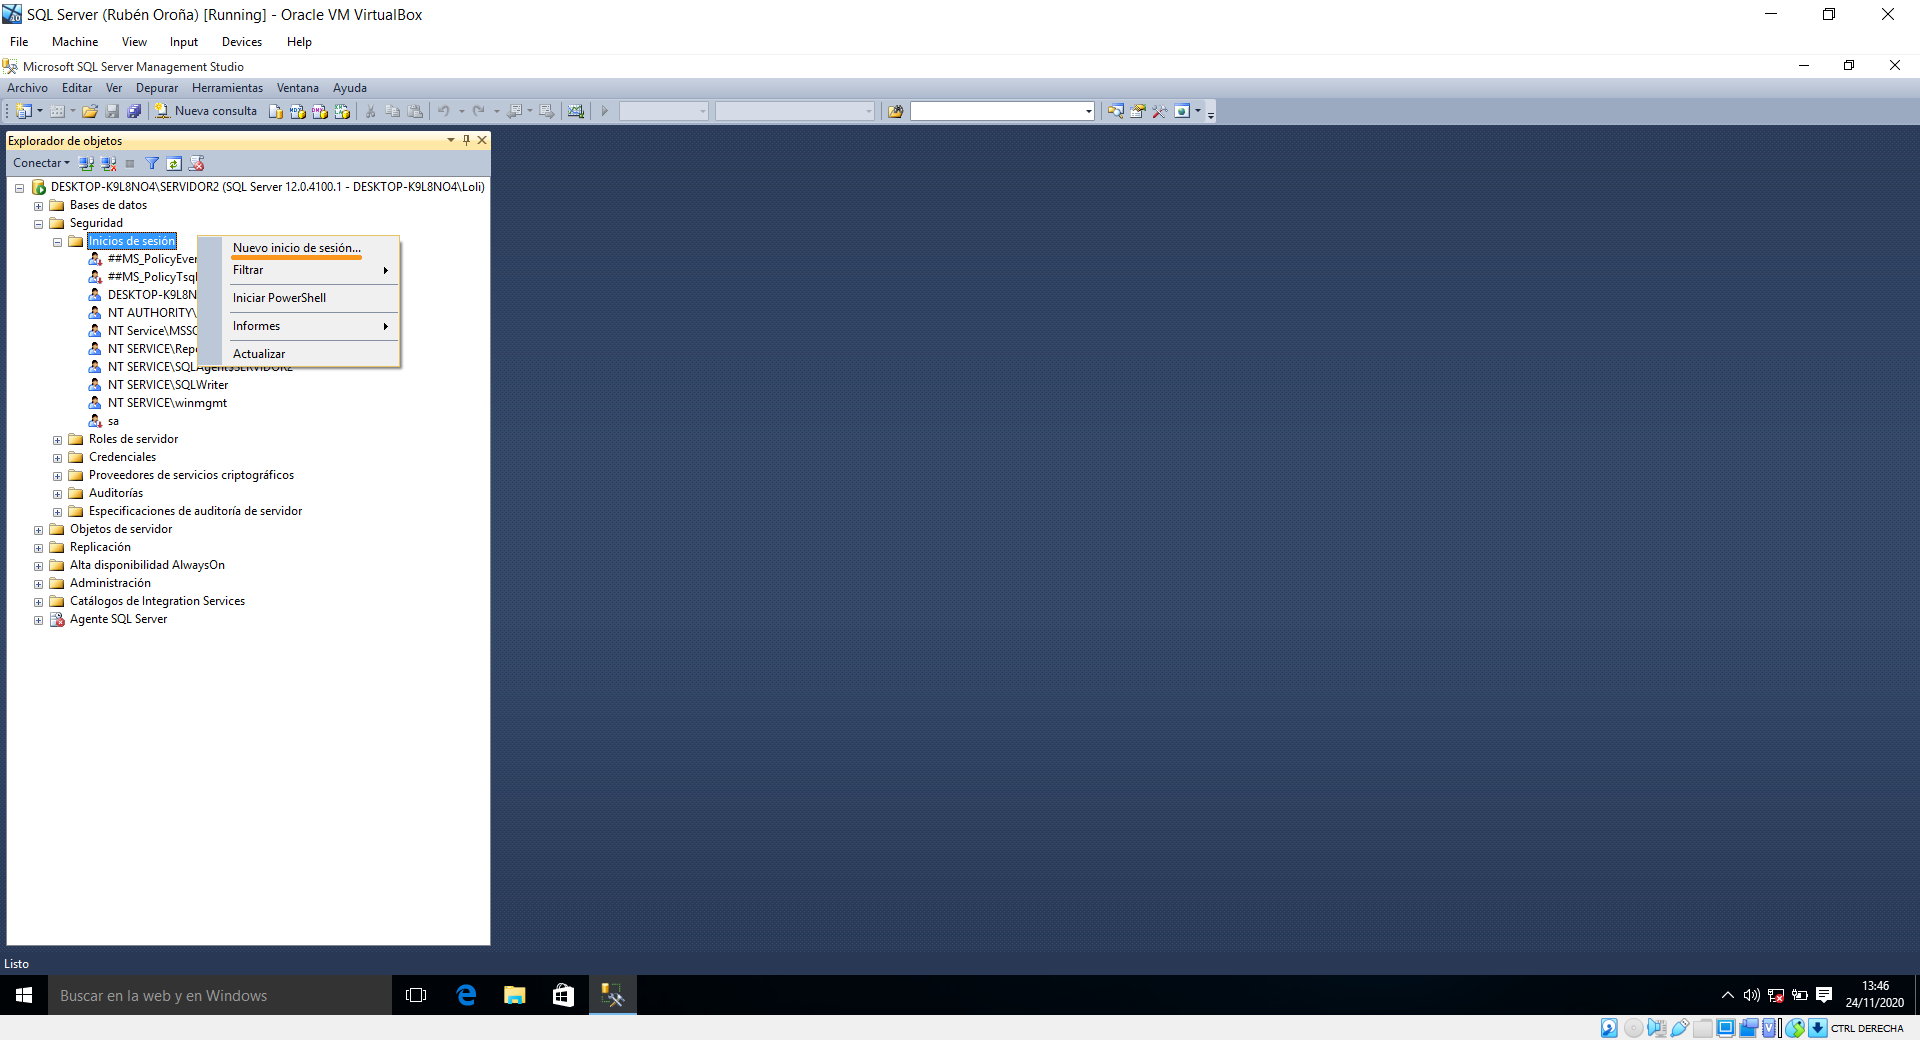 SQL Server (Rubén Oroña) [Running] - Oracle VM VirtualBox
File Machine View Input Devices Help
Microsoft SQL Server Management Studio
Archivo Editar Ver Depurar Herramientas Ventana Ayuda
Nueva consulta
Explorador de objetos
Conectar
DESKTOP-K9L8NO4\SERVIDOR2 (SQL Server 12.0.4100.1 - DESKTOP-K9L8NO4\Loli)
Bases de datos
Seguridad
Inicios de sesión
##MS_PolicyEver
##MS_PolicyTsql
DESKTOP-K9L8N
NT AUTHORITY\
NT Service\MSSQ
NT SERVICE\Repo
NT SERVICE\SQLAgent$SERVIDOR2
NT SERVICE\SQLWriter
NT SERVICE\winmgmt
sa
Roles de servidor
Credenciales
Proveedores de servicios criptográficos
Auditorías
Especificaciones de auditoría de servidor
Objetos de servidor
Replicación
Alta disponibilidad AlwaysOn
Administración
Catálogos de Integration Services
Agente SQL Server
Nuevo inicio de sesión...
Filtrar
Iniciar PowerShell
Informes
Actualizar
Listo
Buscar en la web y en Windows
13:46
24/11/2020
CTRL DERECHA